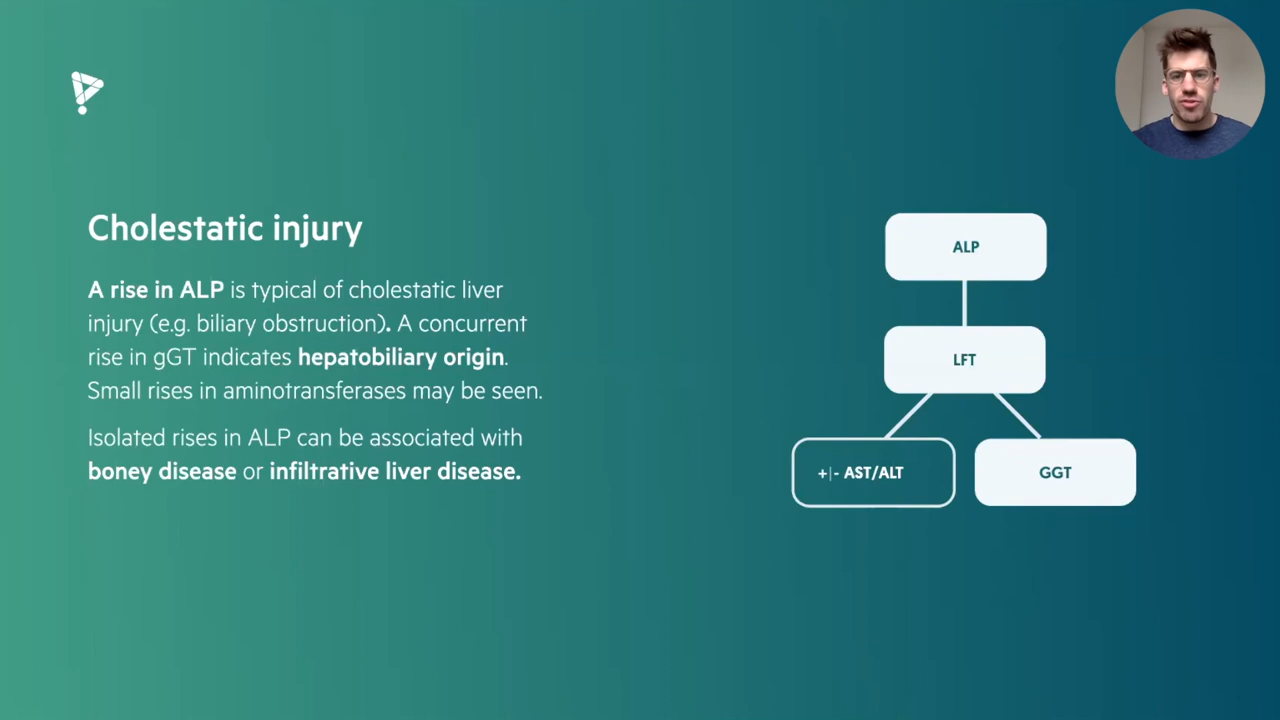 Cholestatic injury
A rise in ALP is typical of cholestatic liver
injury (e.g. biliary obstruction). A concurrent
rise in gGT indicates hepatobiliary origin.
Small rises in aminotransferases may be seen.
Isolated rises in ALP can be associated with
boney disease or infiltrative liver disease.
ALP
LFT
+|- AST/ALT
GGT